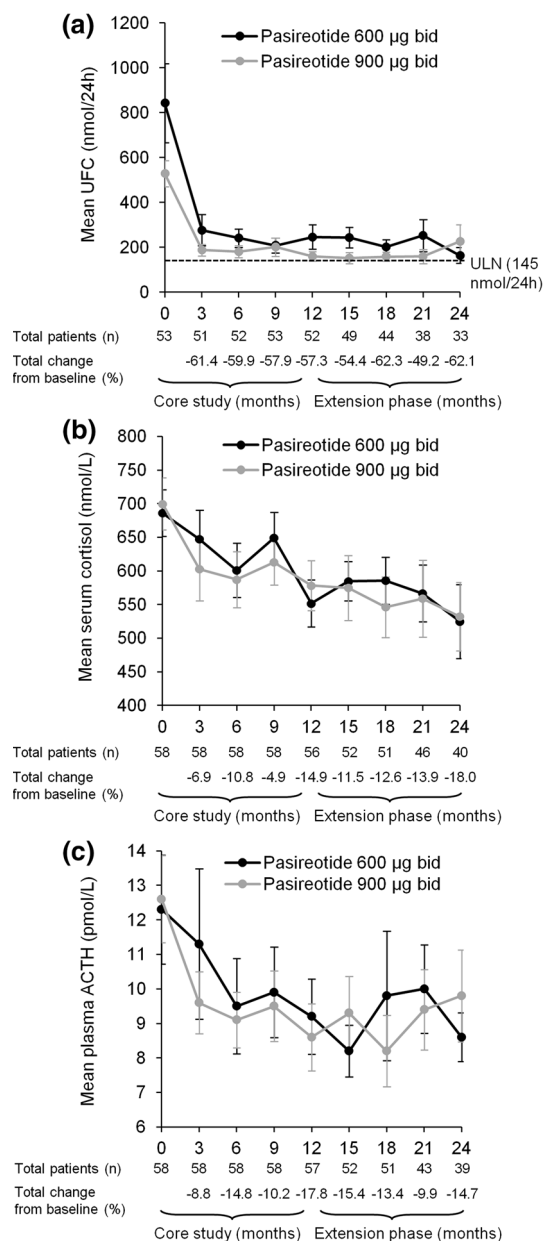 (a)
Pasireotide 600 µg bid
Pasireotide 900 µg bid
Mean UFC (nmol/24h)
1200
1000
800
600
400
200
0
ULN (145
nmol/24h)
0 3 6 9 12 15 18 21 24
Total patients (n) 53 51 52 53 52 49 44 38 33
Total change
from baseline (%)
-61.4 -59.9 -57.9 -57.3 -54.4 -62.3 -49.2 -62.1
Core study (months) Extension phase (months)
(b)
Pasireotide 600 µg bid
Pasireotide 900 µg bid
Mean serum cortisol (nmol/L)
800
750
700
650
600
550
500
450
400
0 3 6 9 12 15 18 21 24
Total patients (n) 58 58 58 58 56 52 51 46 40
Total change
from baseline (%)
-6.9 -10.8 -4.9 -14.9 -11.5 -12.6 -13.9 -18.0
Core study (months) Extension phase (months)
(c)
Pasireotide 600 µg bid
Pasireotide 900 µg bid
Mean plasma ACTH (pmol/L)
14
13
12
11
10
9
8
7
6
0 3 6 9 12 15 18 21 24
Total patients (n) 58 58 58 58 57 52 51 43 39
Total change
from baseline (%)
-8.8 -14.8 -10.2 -17.8 -15.4 -13.4 -9.9 -14.7
Core study (months) Extension phase (months)